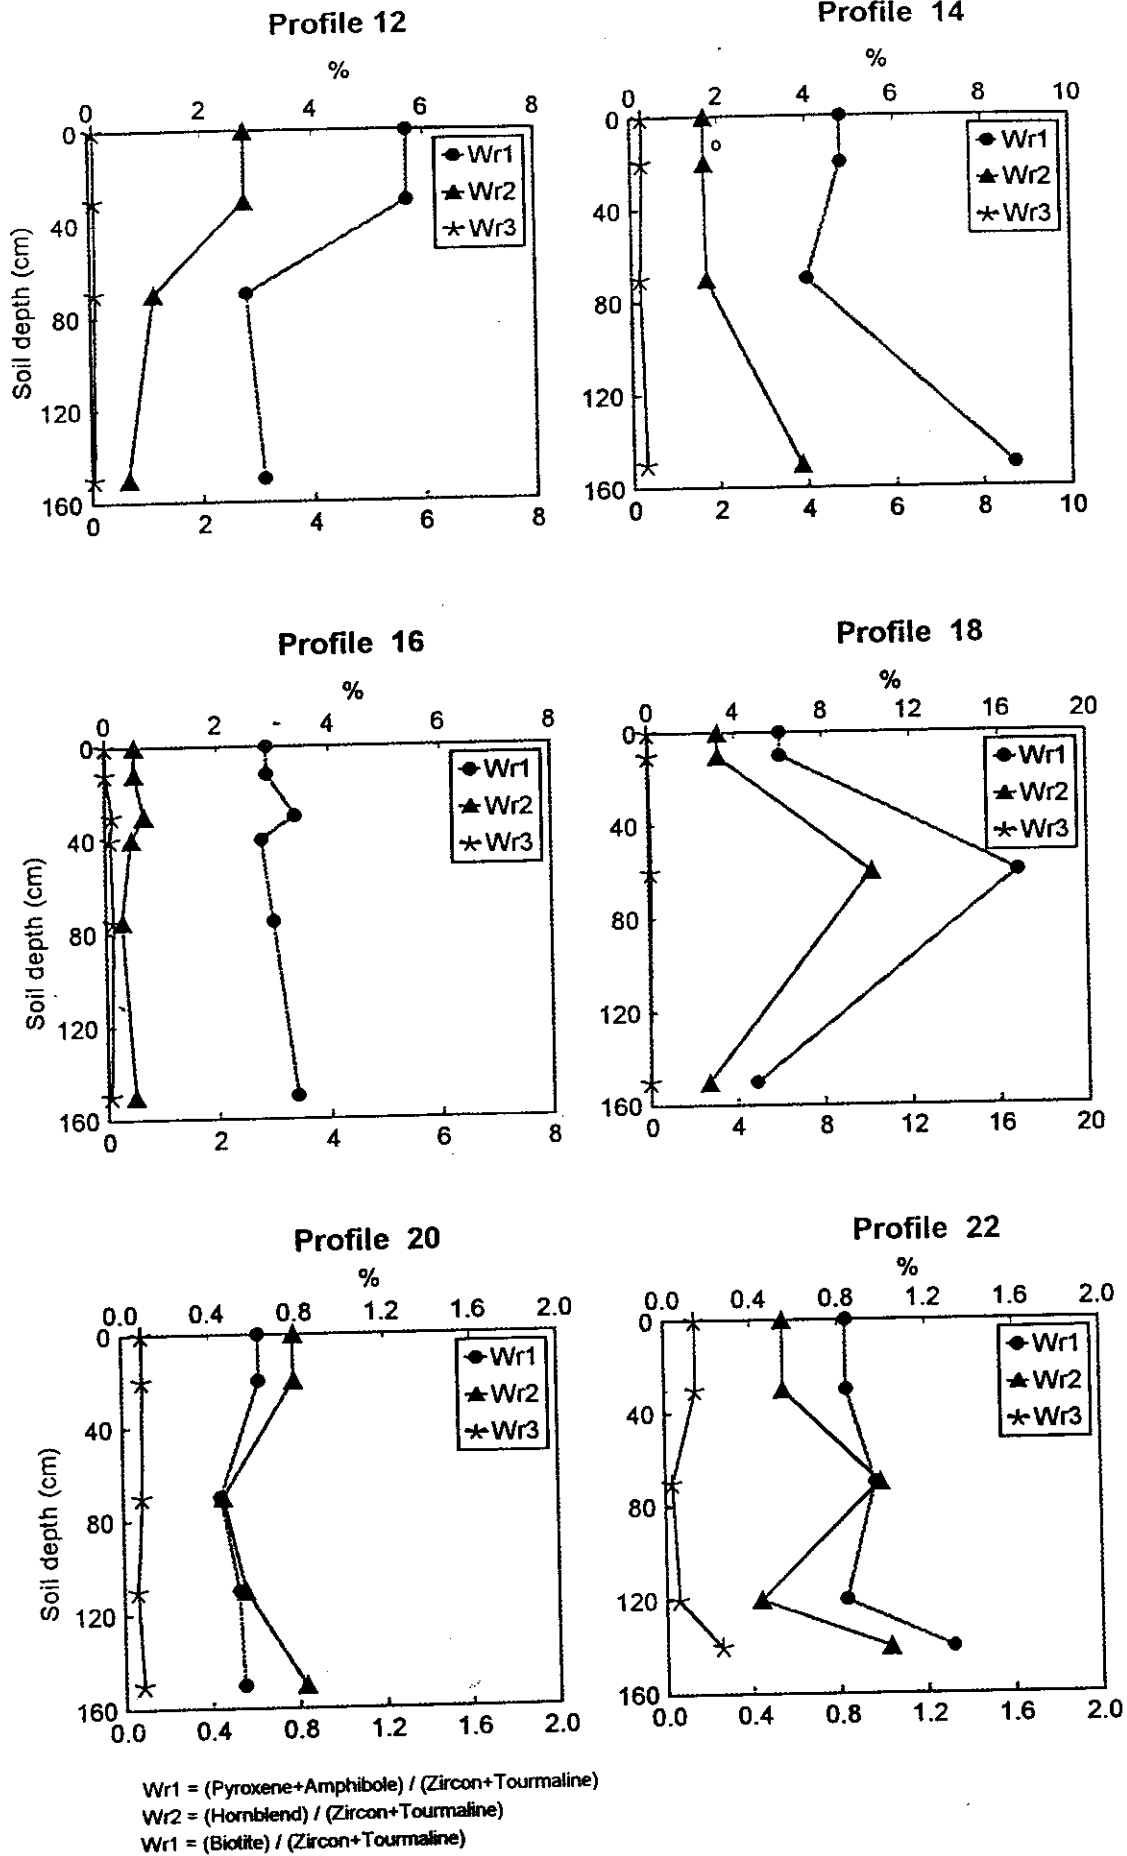 Profile 12
%
0 2 4 6 8
0
40
80
120
160
Soil depth (cm)
Wr1
Wr2
Wr3
0 2 4 6 8
Profile 14
%
0 2 4 6 8 10
0
40
80
120
160
Wr1
Wr2
Wr3
0 2 4 6 8 10
Profile 16
%
0 2 4 6 8
0
40
80
120
160
Soil depth (cm)
Wr1
Wr2
Wr3
0 2 4 6 8
Profile 18
%
0 4 8 12 16 20
0
40
80
120
160
Wr1
Wr2
Wr3
0 4 8 12 16 20
Profile 20
%
0.0 0.4 0.8 1.2 1.6 2.0
0
40
80
120
160
Soil depth (cm)
Wr1
Wr2
Wr3
0.0 0.4 0.8 1.2 1.6 2.0
Profile 22
%
0.0 0.4 0.8 1.2 1.6 2.0
0
40
80
120
160
Wr1
Wr2
Wr3
0.0 0.4 0.8 1.2 1.6 2.0
Wr1 = (Pyroxene+Amphibole) / (Zircon+Tourmaline)
Wr2 = (Hornblend) / (Zircon+Tourmaline)
Wr1 = (Biotite) / (Zircon+Tourmaline)